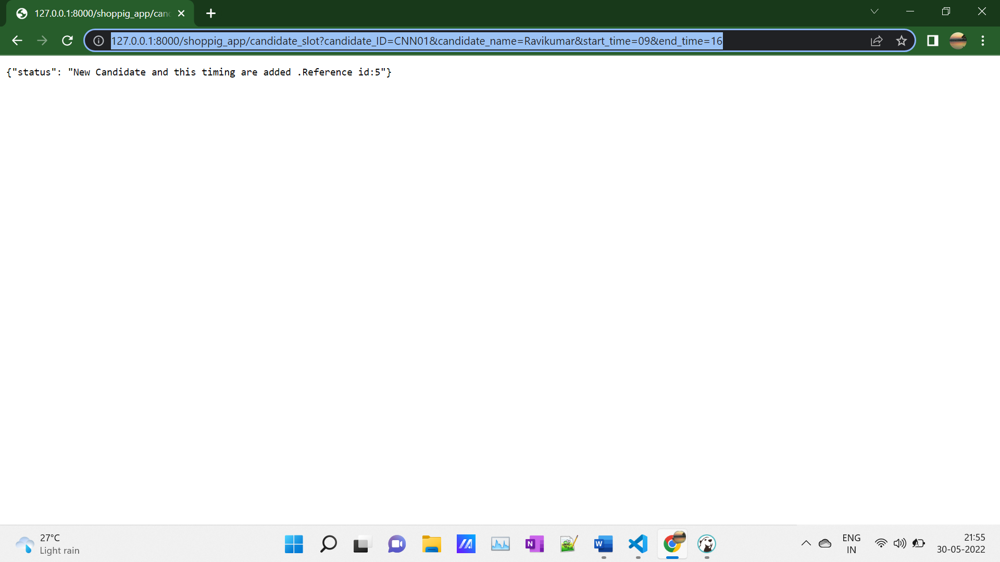 127.0.0.1:8000/shoppig_app/can
127.0.0.1:8000/shoppig_app/candidate_slot?candidate_ID=CNN01&candidate_name=Ravikumar&start_time=09&end_time=16
{"status": "New Candidate and this timing are added .Reference id:5"}
27°C
Light rain
N
W
ENG
IN
21:55
30-05-2022